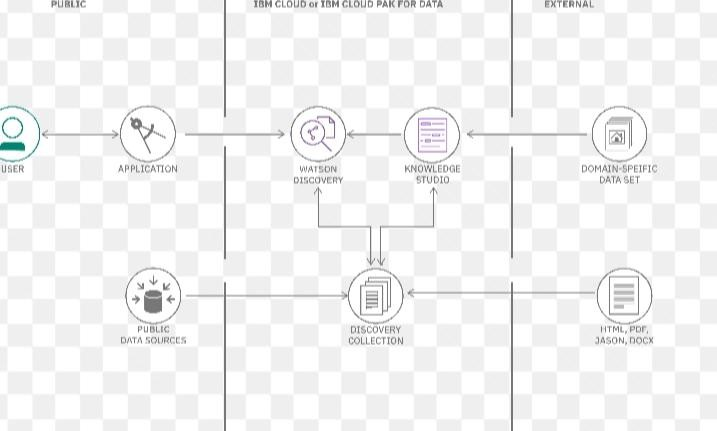 PUBLIC
IBM CLOUD or IBM CLOUD PAK FOR DATA
EXTERNAL
USER
APPLICATION
WATSON
DISCOVERY
KNOWLEDGE
STUDIO
DOMAIN-SPEIFIC
DATA SET
PUBLIC
DATA SOURCES
DISCOVERY
COLLECTION
HTML, PDF,
JASON, DOCX